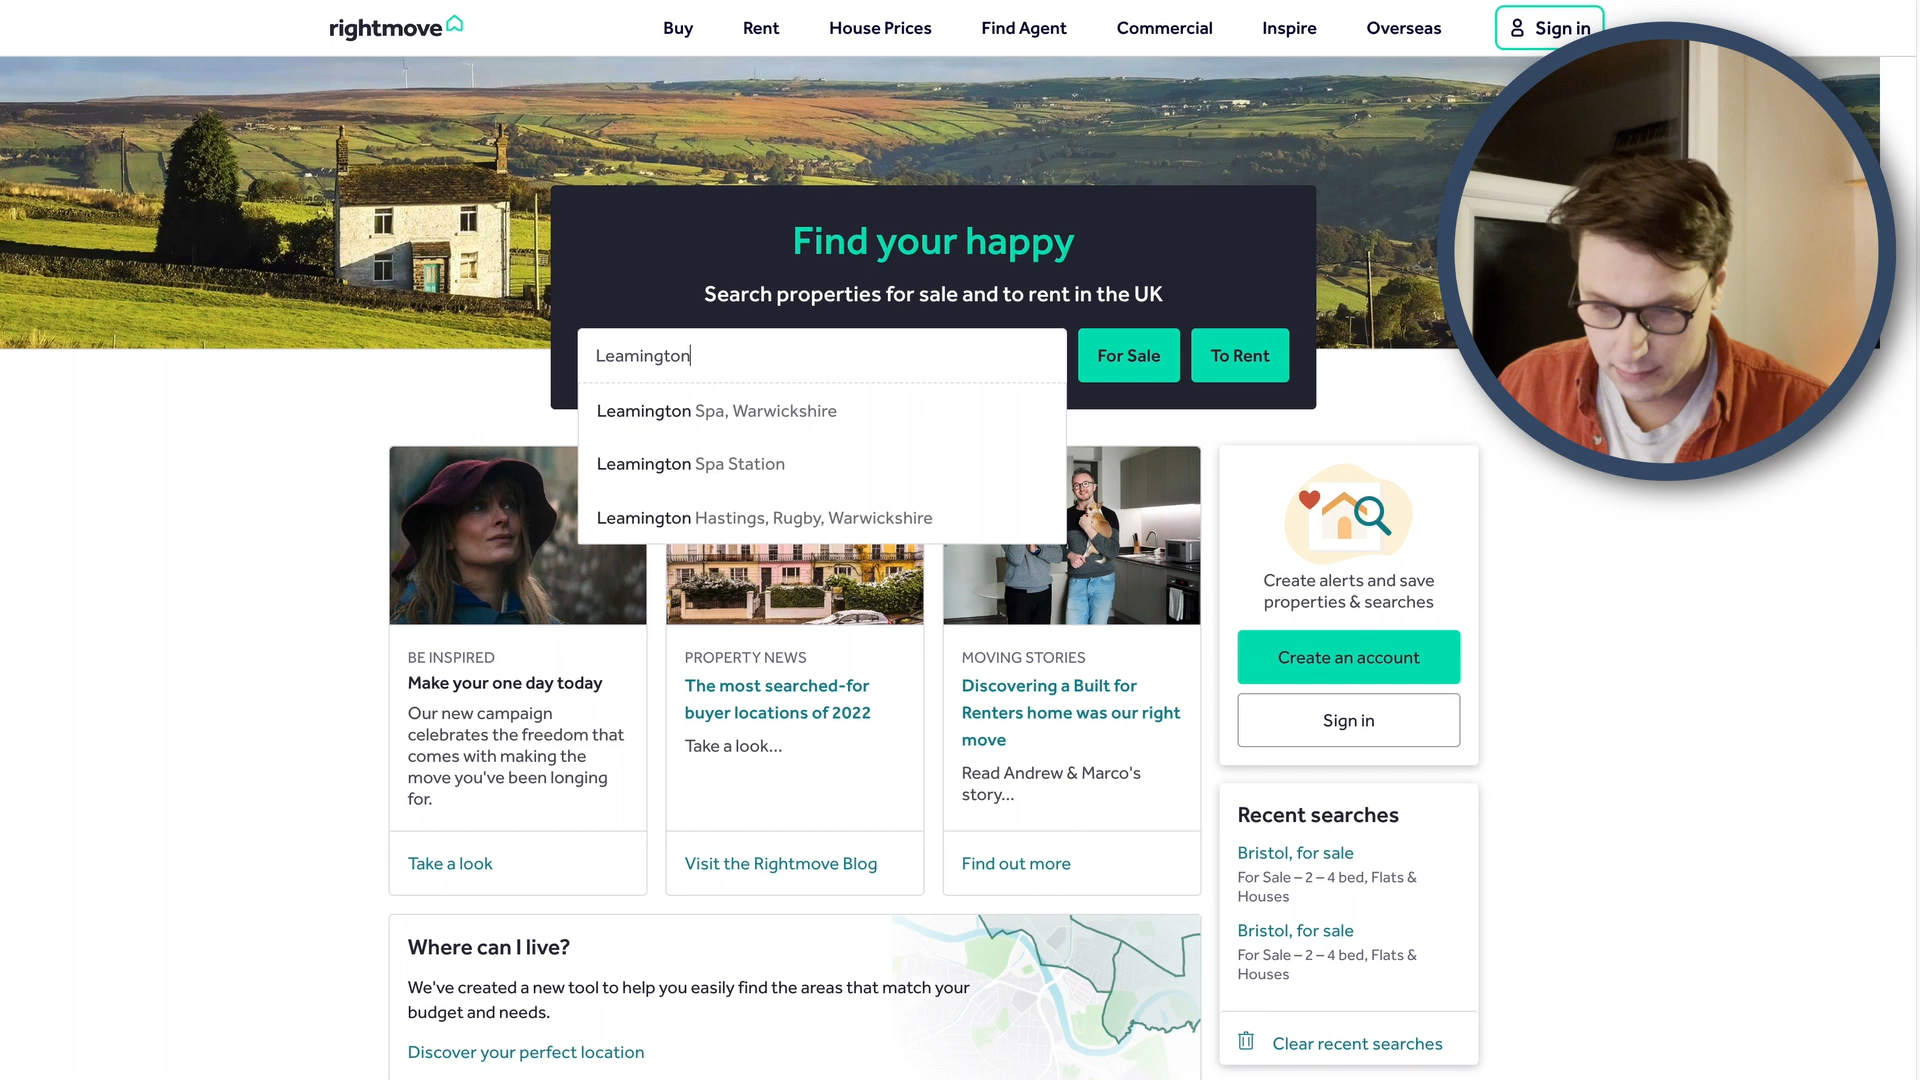 rightmove
Buy
Rent
House Prices
Find Agent
Commercial
Inspire
Overseas
Sign in
Find your happy
Search properties for sale and to rent in the UK
Leamington
For Sale
To Rent
Leamington Spa, Warwickshire
Leamington Spa Station
Leamington Hastings, Rugby, Warwickshire
BE INSPIRED
Make your one day today
Our new campaign
celebrates the freedom that
comes with making the
move you've been longing
for.
Take a look
PROPERTY NEWS
The most searched-for
buyer locations of 2022
Take a look...
Visit the Rightmove Blog
MOVING STORIES
Discovering a Built for
Renters home was our right
move
Read Andrew & Marco's
story...
Find out more
Create alerts and save
properties & searches
Create an account
Sign in
Recent searches
Bristol, for sale
For Sale – 2 – 4 bed, Flats &
Houses
Bristol, for sale
For Sale – 2 – 4 bed, Flats &
Houses
Clear recent searches
Where can I live?
We've created a new tool to help you easily find the areas that match your
budget and needs.
Discover your perfect location